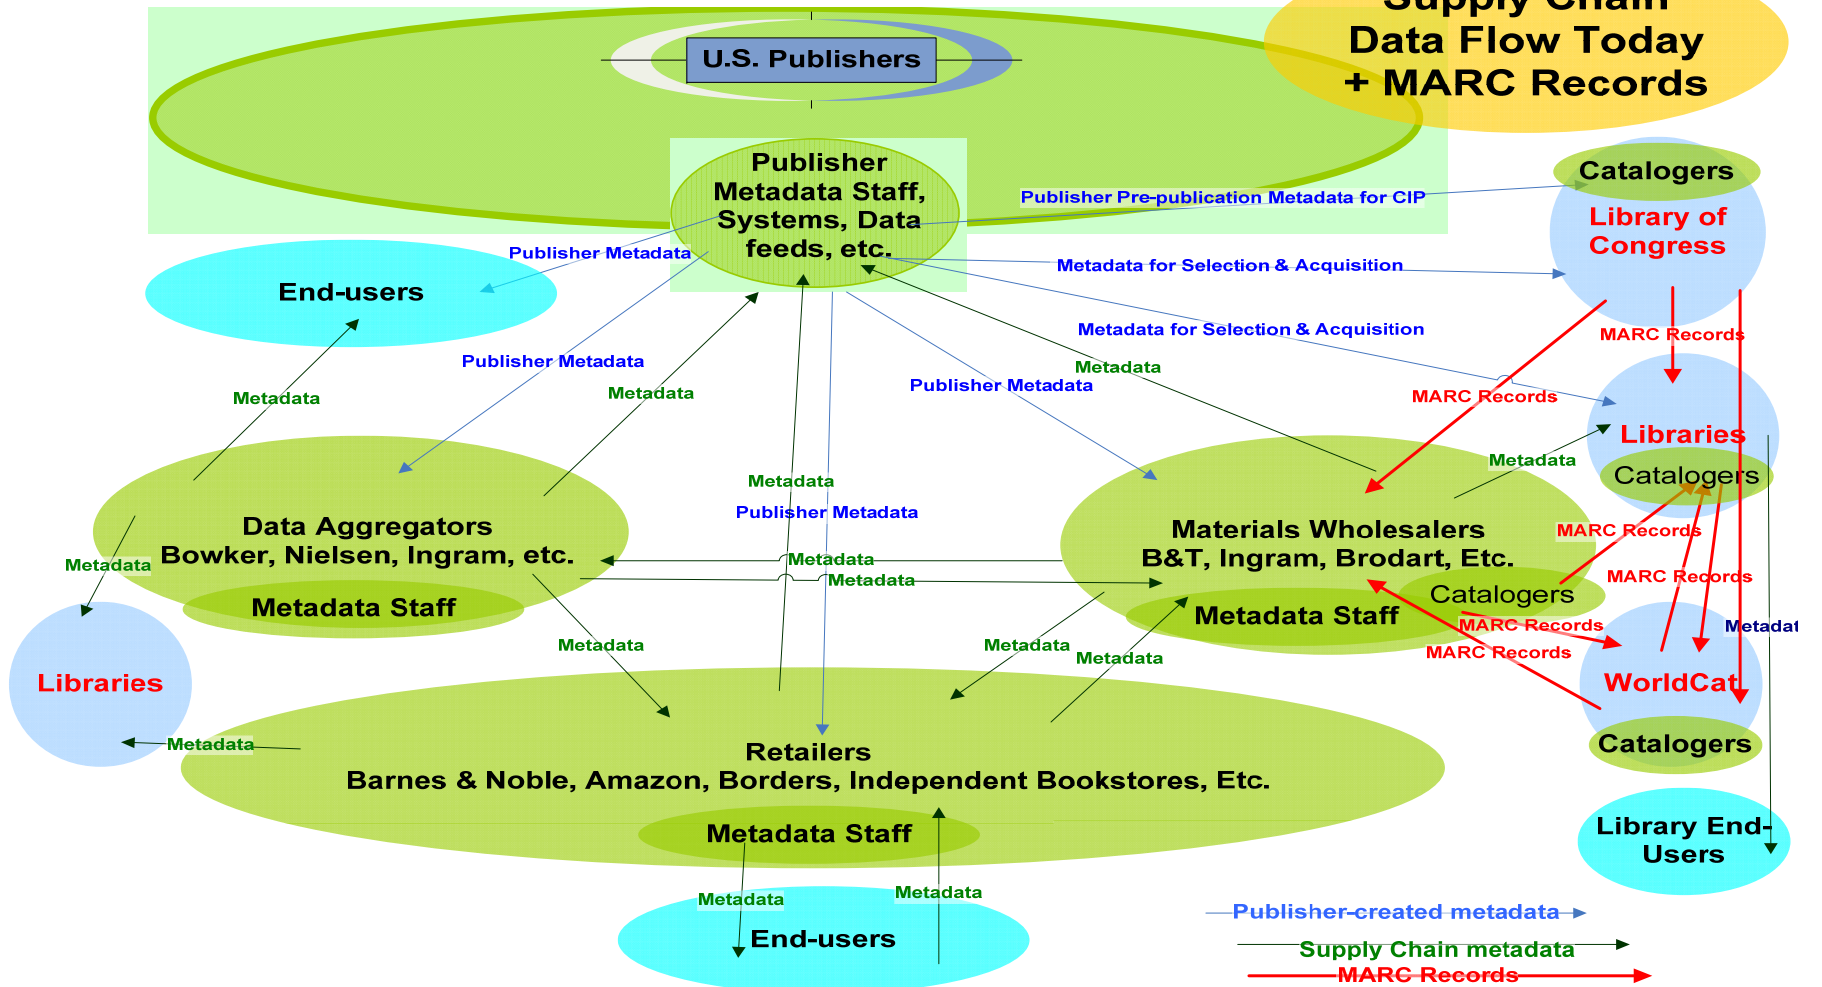 Supply Chain
Data Flow Today
+ MARC Records
U.S. Publishers
Publisher
Metadata Staff,
Systems, Data
feeds, etc.
Catalogers
Library of
Congress
Publisher Pre-publication Metadata for CIP
Publisher Metadata
Metadata for Selection & Acquisition
End-users
Metadata for Selection & Acquisition
MARC Records
Publisher Metadata
Metadata
Publisher Metadata
Metadata
Metadata
MARC Records
Libraries
Catalogers
Metadata
Metadata
Publisher Metadata
Data Aggregators
Bowker, Nielsen, Ingram, etc.
Metadata Staff
Materials Wholesalers
B&T, Ingram, Brodart, Etc.
Catalogers
Metadata Staff
MARC Records
Metadata
Metadata
Metadata
MARC Records
MARC Records
MARC Records
Metadat
Metadata
Metadata
Metadata
Libraries
WorldCat
Catalogers
Metadata
Retailers
Barnes & Noble, Amazon, Borders, Independent Bookstores, Etc.
Metadata Staff
Library End-
Users
Metadata
Metadata
End-users
Publisher-created metadata
Supply Chain metadata
MARC Records